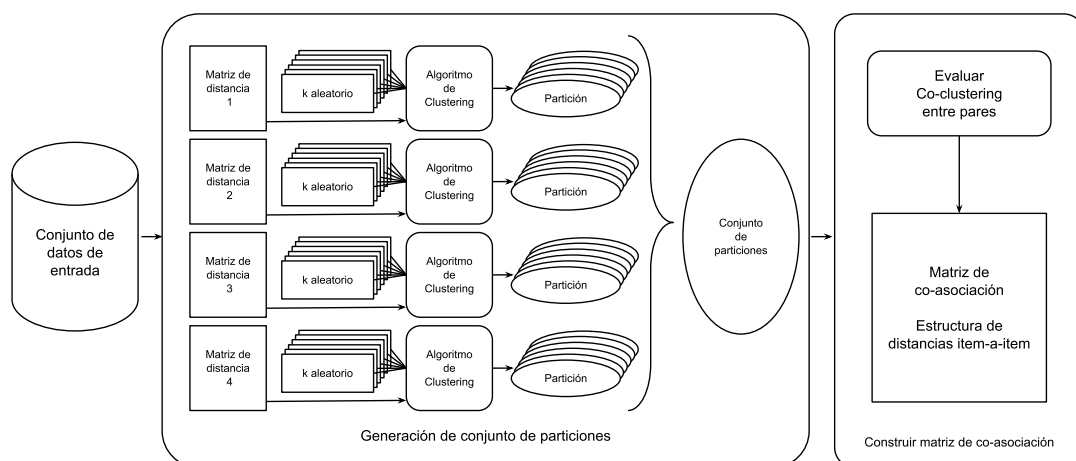 Conjunto de
datos de
entrada
Matriz de
distancia
1
k aleatorio
Algoritmo
de
Clustering
Partición
Matriz de
distancia
2
k aleatorio
Algoritmo
de
Clustering
Partición
Matriz de
distancia
3
k aleatorio
Algoritmo
de
Clustering
Partición
Matriz de
distancia
4
k aleatorio
Algoritmo
de
Clustering
Partición
Conjunto
de
particiones
Generación de conjunto de particiones
Evaluar
Co-clustering
entre pares
Matriz de
co-asociación
Estructura de
distancias item-a-item
Construir matriz de co-asociación